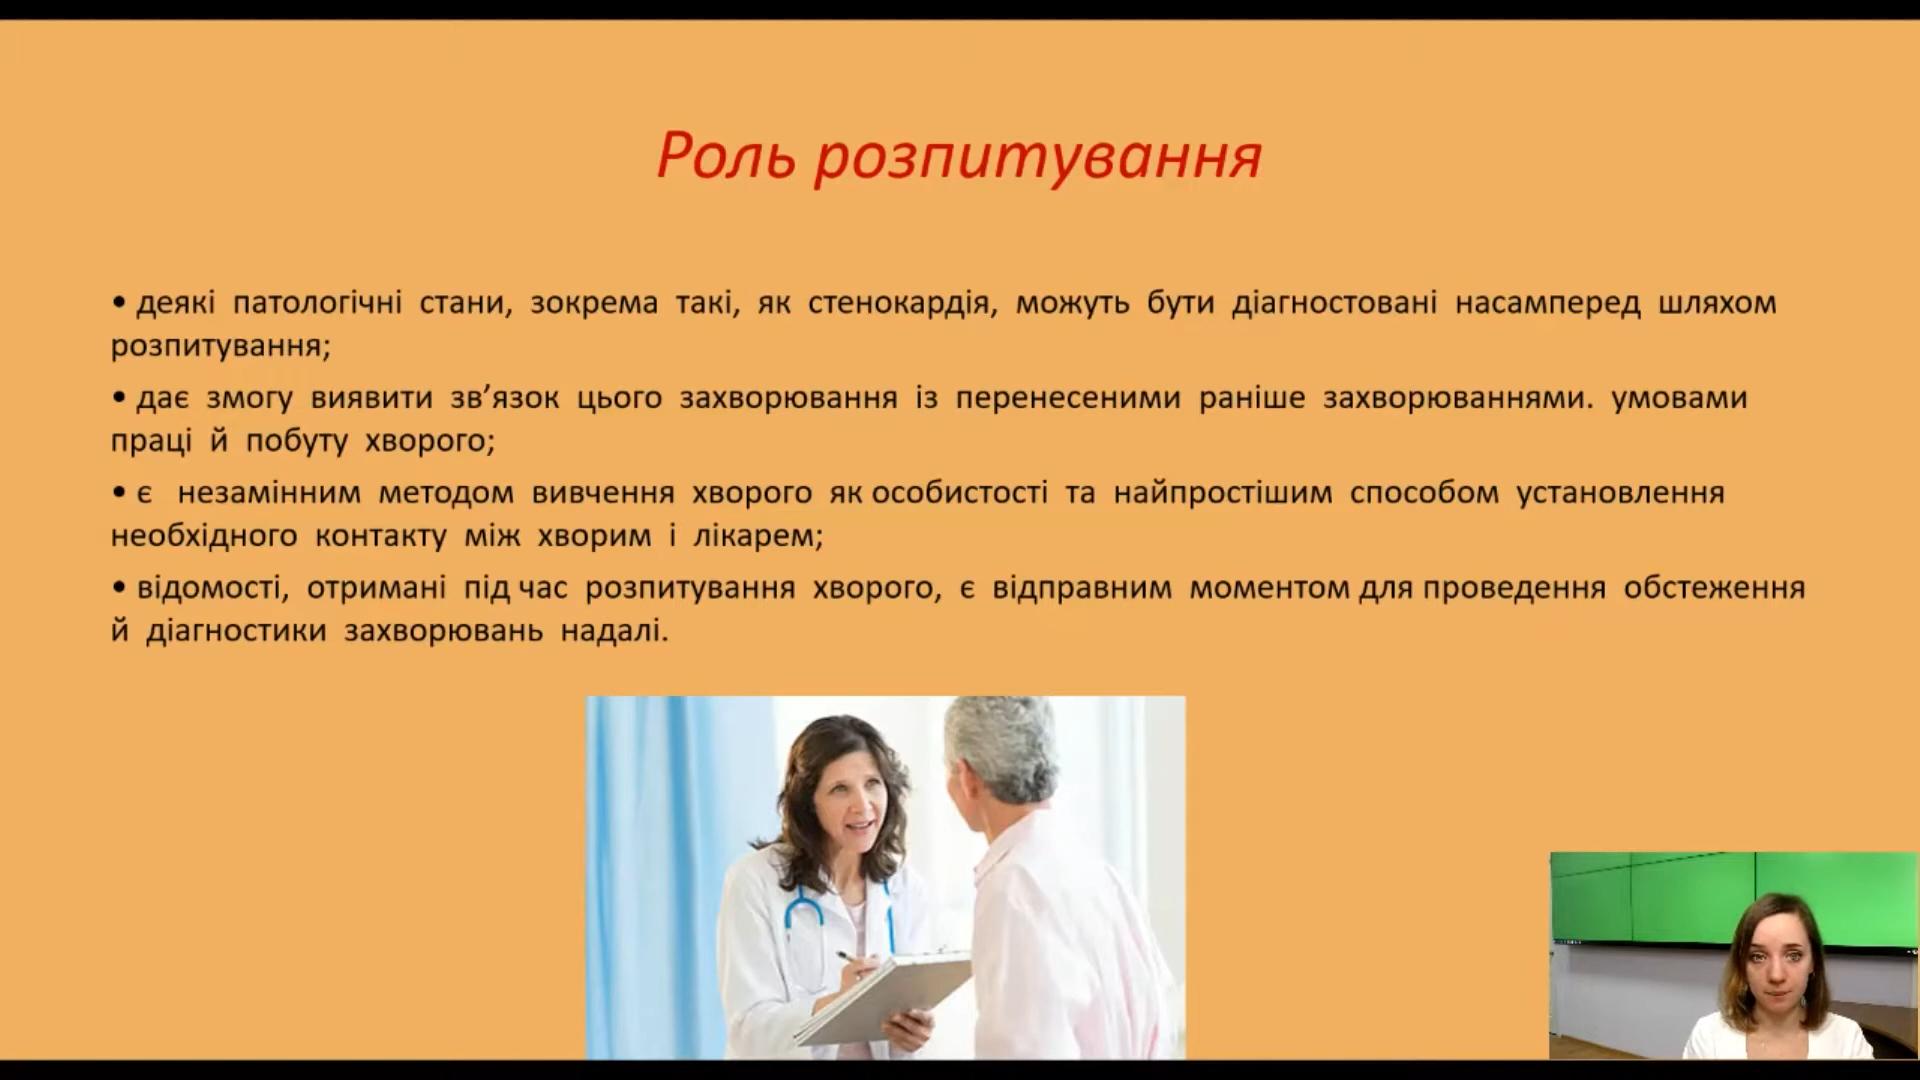 Роль розпитування
• деякі патологічні стани, зокрема такі, як стенокардія, можуть бути діагностовані насамперед шляхом
розпитування;
• дає змогу виявити зв’язок цього захворювання із перенесеними раніше захворюваннями. умовами
праці й побуту хворого;
• є незамінним методом вивчення хворого як особистості та найпростішим способом установлення
необхідного контакту між хворим і лікарем;
• відомості, отримані під час розпитування хворого, є відправним моментом для проведення обстеження
й діагностики захворювань надалі.